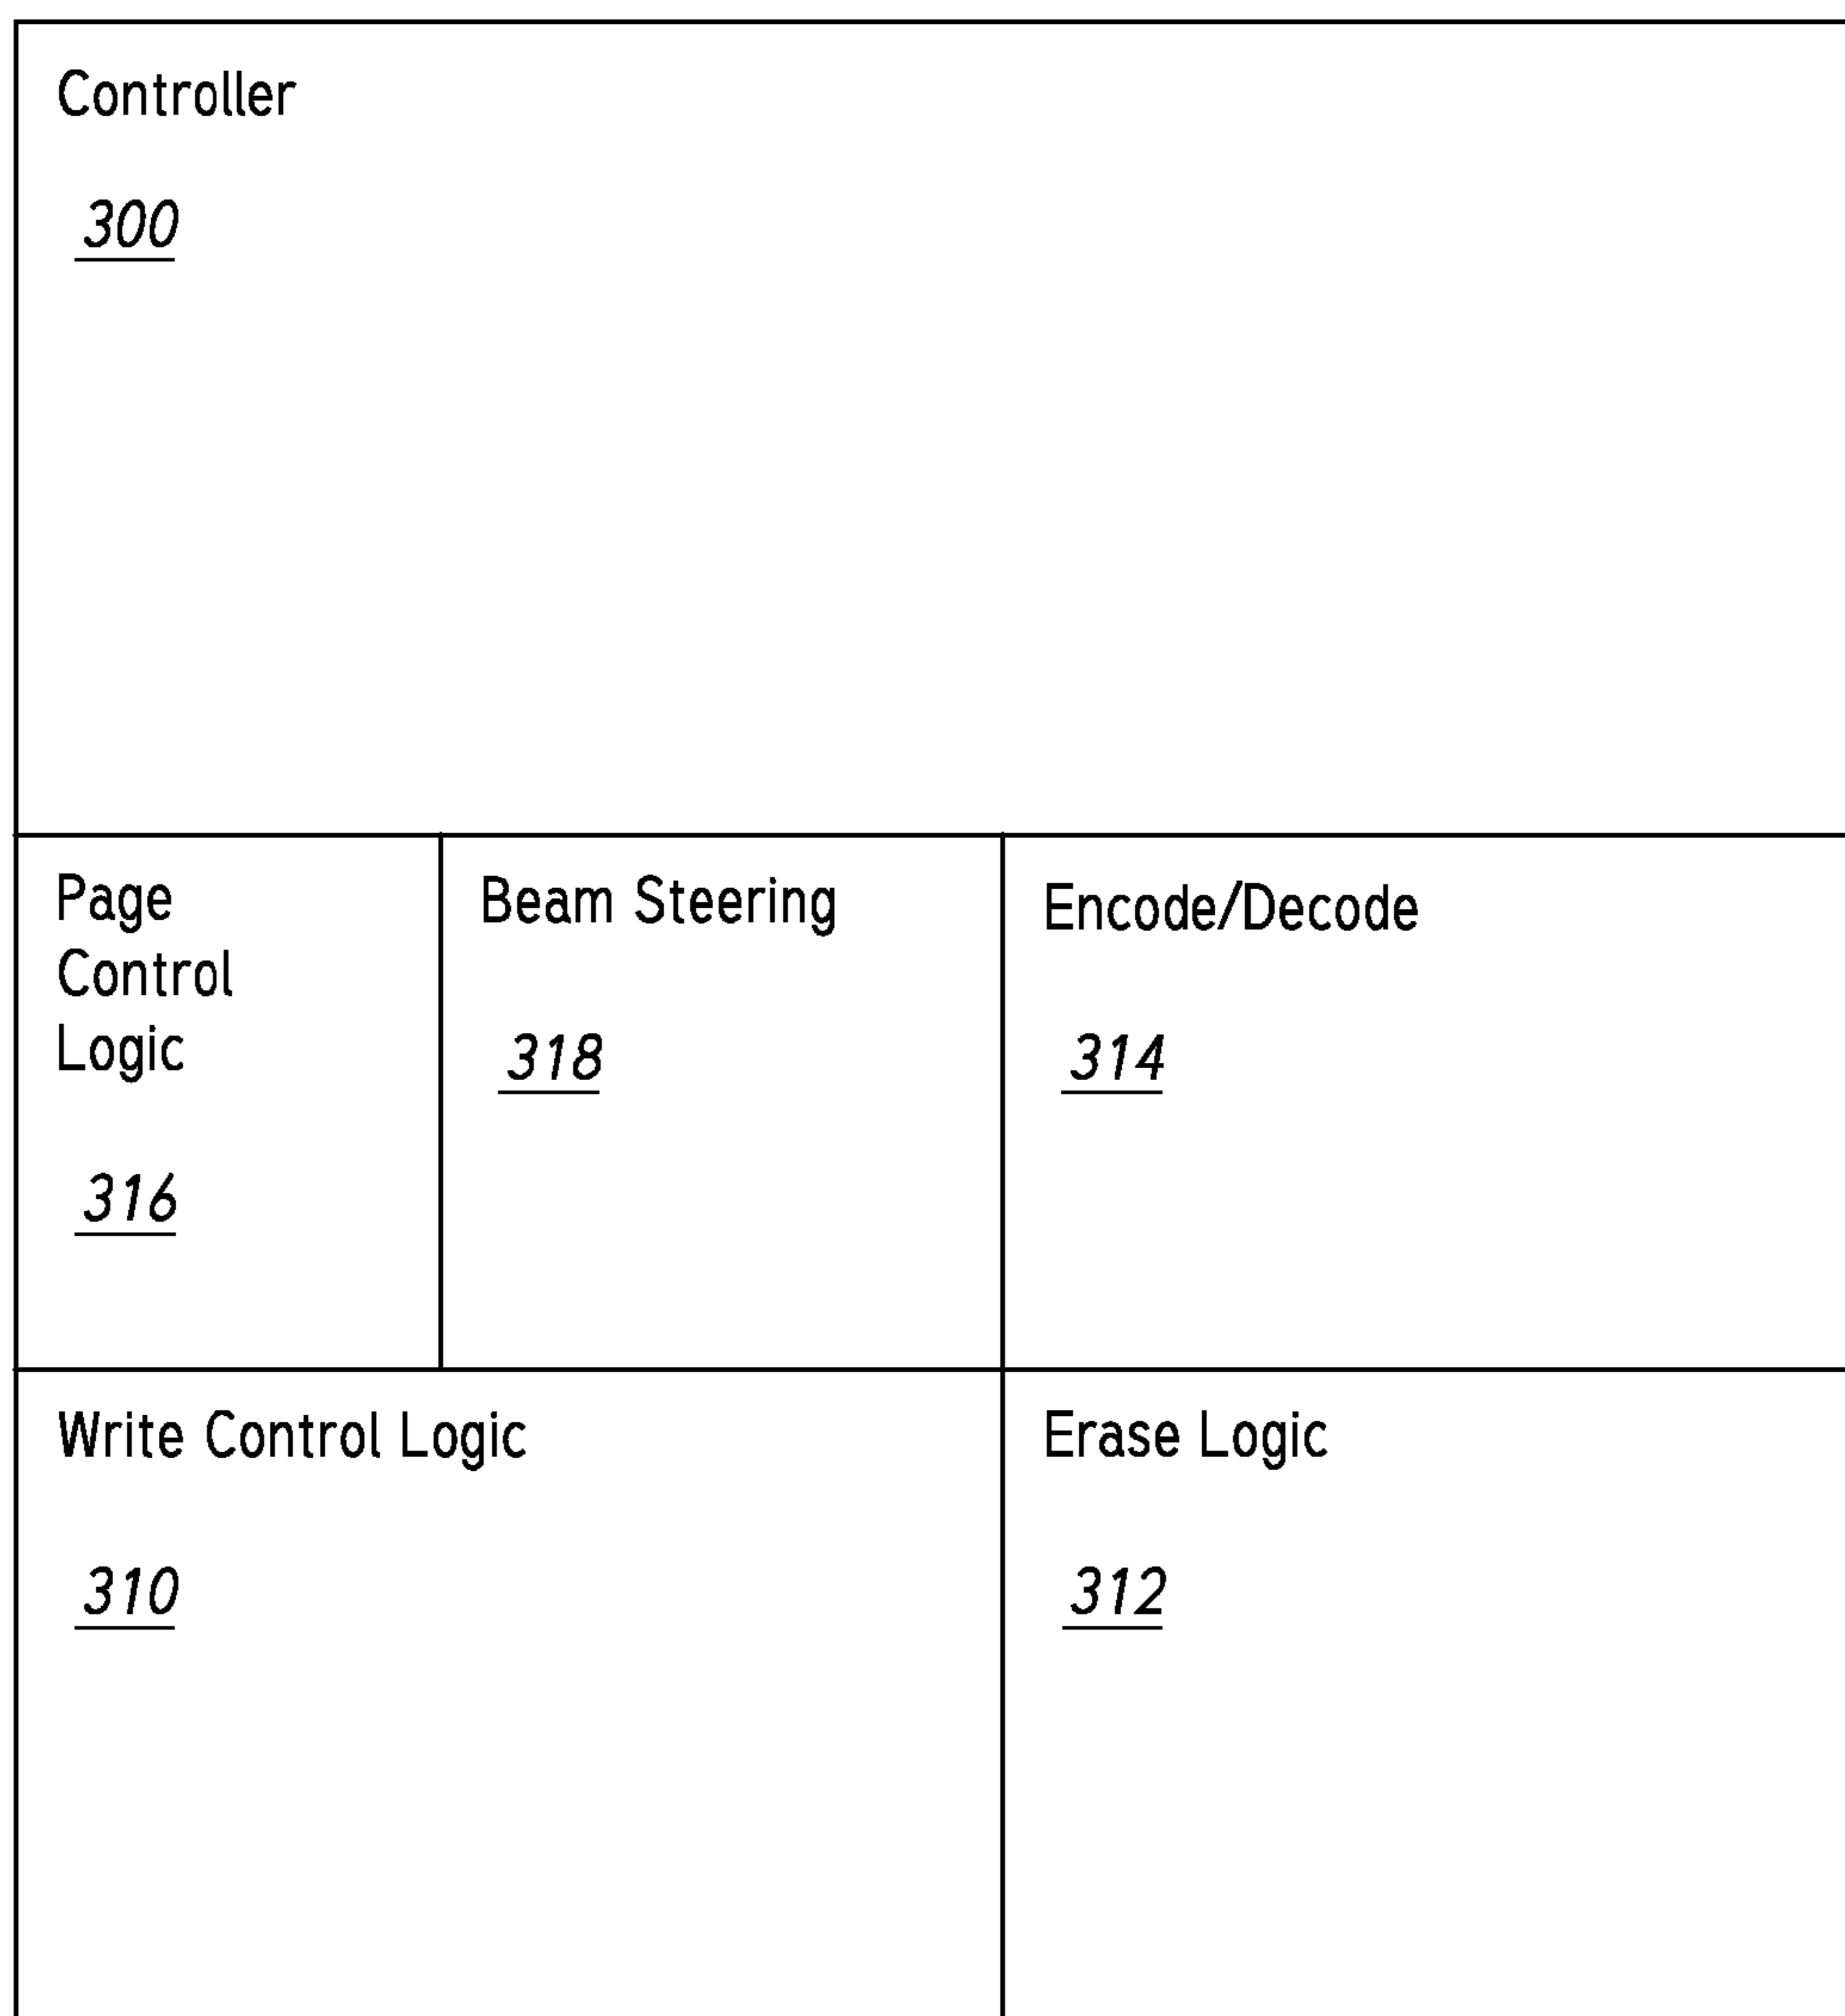 Controller
300
Page
Control
Logic
316
Beam Steering
318
Encode/Decode
314
Write Control Logic
310
Erase Logic
312